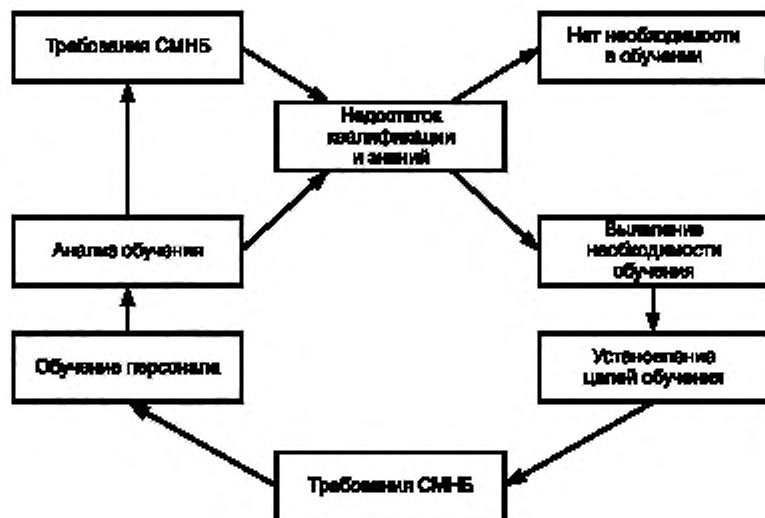 Требования СМНБ
Нет необходимости
в обучении
Недостаток
квалификации
и знаний
Анализ обучения
Выявление
необходимости
обучения
Обучение персонала
Установление
целей обучения
Требования СМНБ